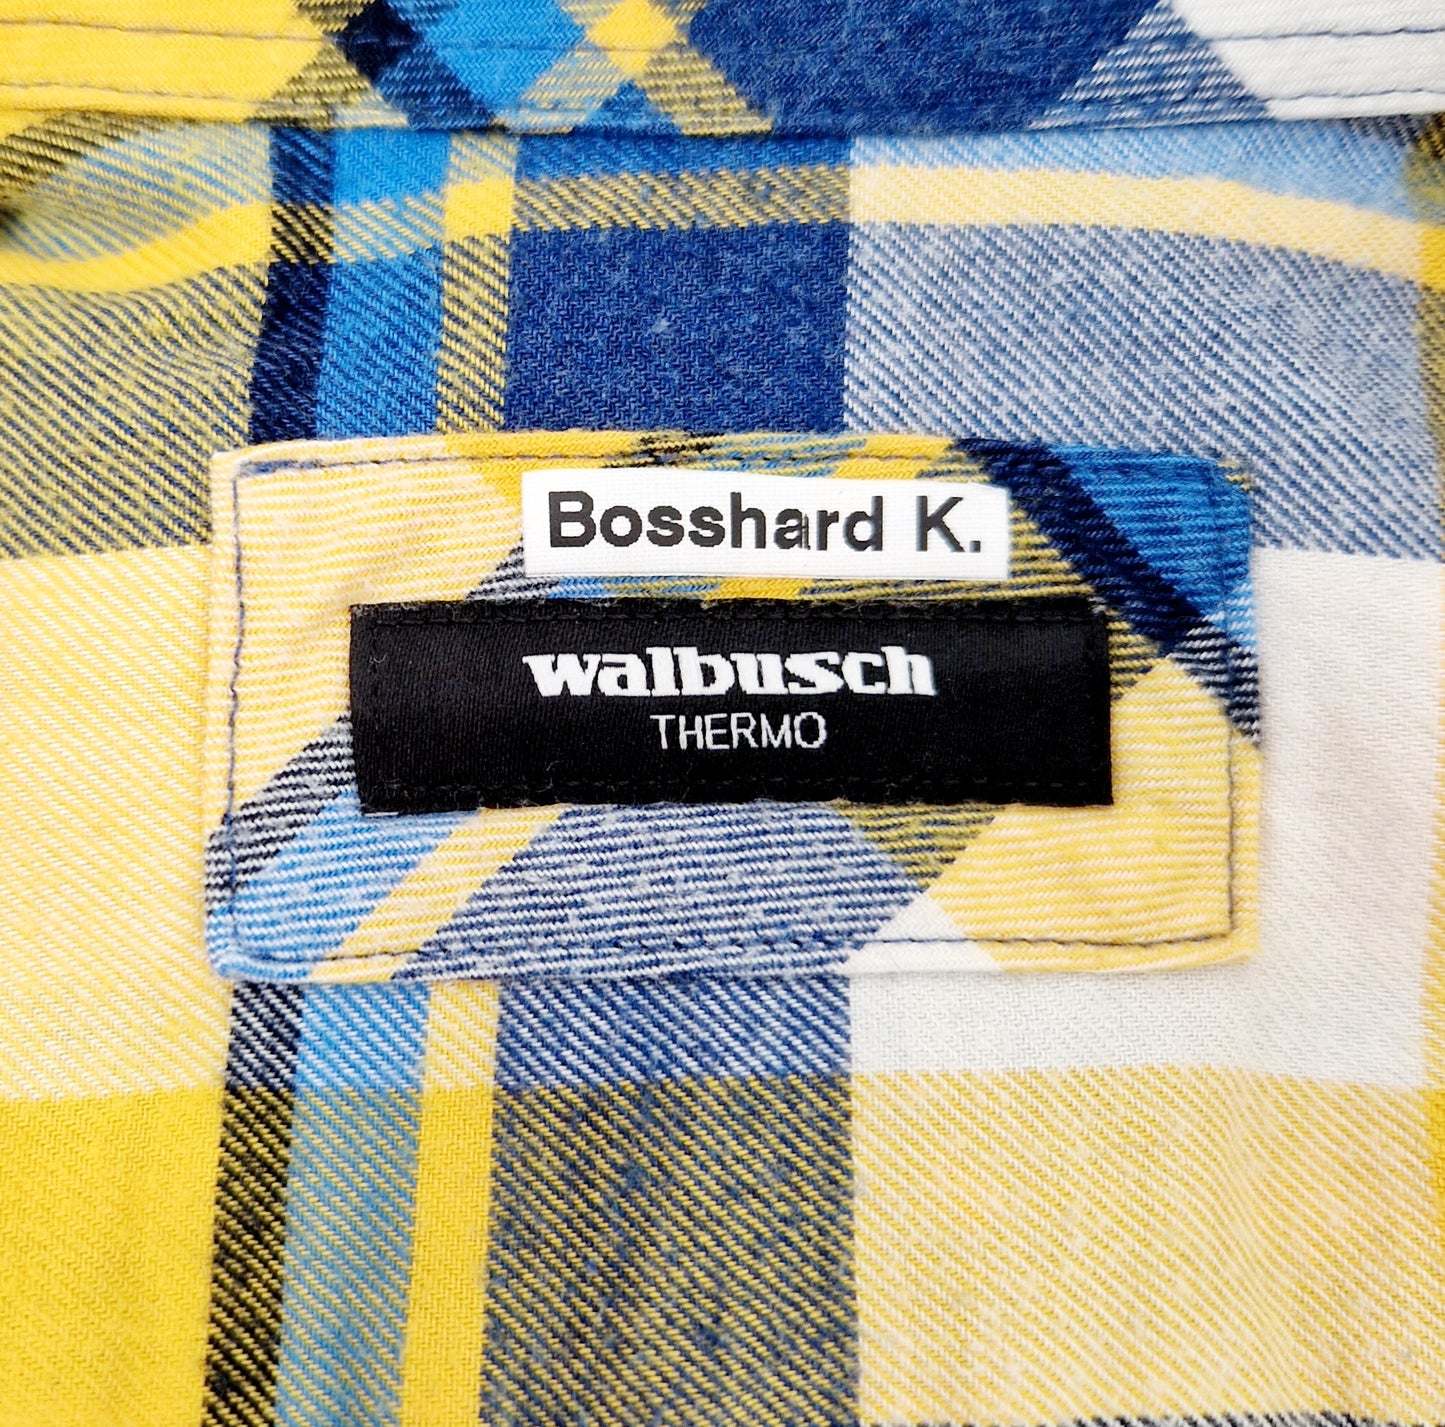 Bosshard K.
walbusch
THERMO